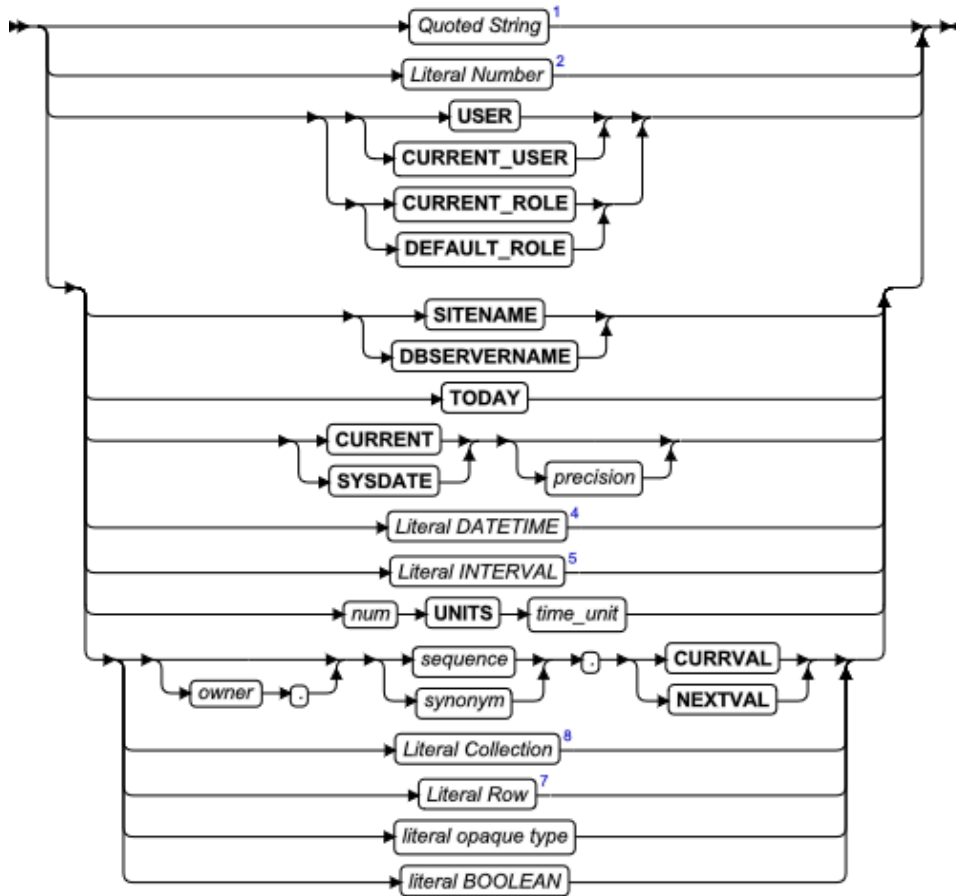 Quoted String 1
Literal Number 2
USER
CURRENT_USER
CURRENT_ROLE
DEFAULT_ROLE
SITENAME
DBSERVERNAME
TODAY
CURRENT
SYSDATE precision
Literal DATETIME 4
Literal INTERVAL 5
num UNITS time_unit
sequence . CURRVAL
owner . synonym NEXTVAL
Literal Collection 8
Literal Row 7
literal opaque type
literal BOOLEAN